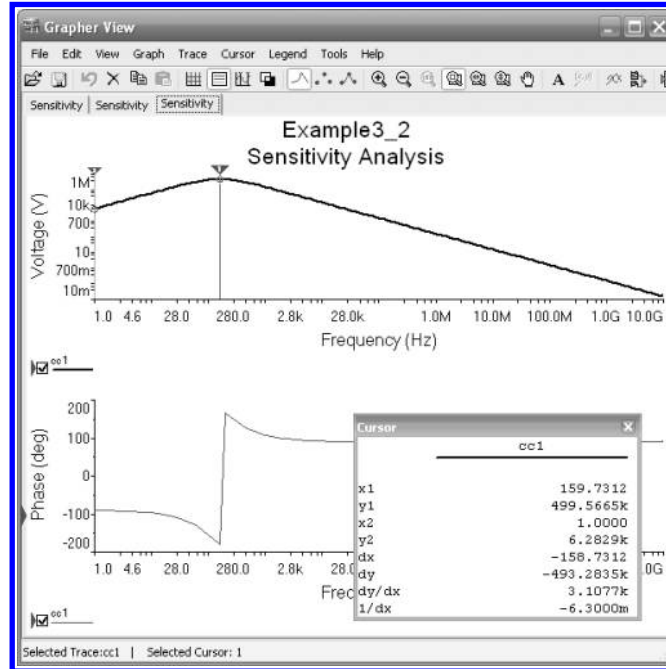 Grapher View
File Edit View Graph Trace Cursor Legend Tools Help
A
Sensitivity Sensitivity Sensitivity
Example3_2
Sensitivity Analysis
Voltage (V)
1M
10k
700
10
700m
10m
1.0 4.6 28.0 280.0 2.8k 28.0k 1.0M 10.0M 100.0M 1.0G 10.0G
Frequency (Hz)
cc1
Phase (deg)
200
100
0
-100
-200
1.0 4.6 28.0 280.0 2.8k 28.0
Frec
cc1
Cursor
cc1
x1 159.7312
y1 499.5665k
x2 1.0000
y2 6.2829k
dx -158.7312
dy -493.2835k
dy/dx 3.1077k
1/dx -6.3000m
Selected Trace:cc1 | Selected Cursor: 1